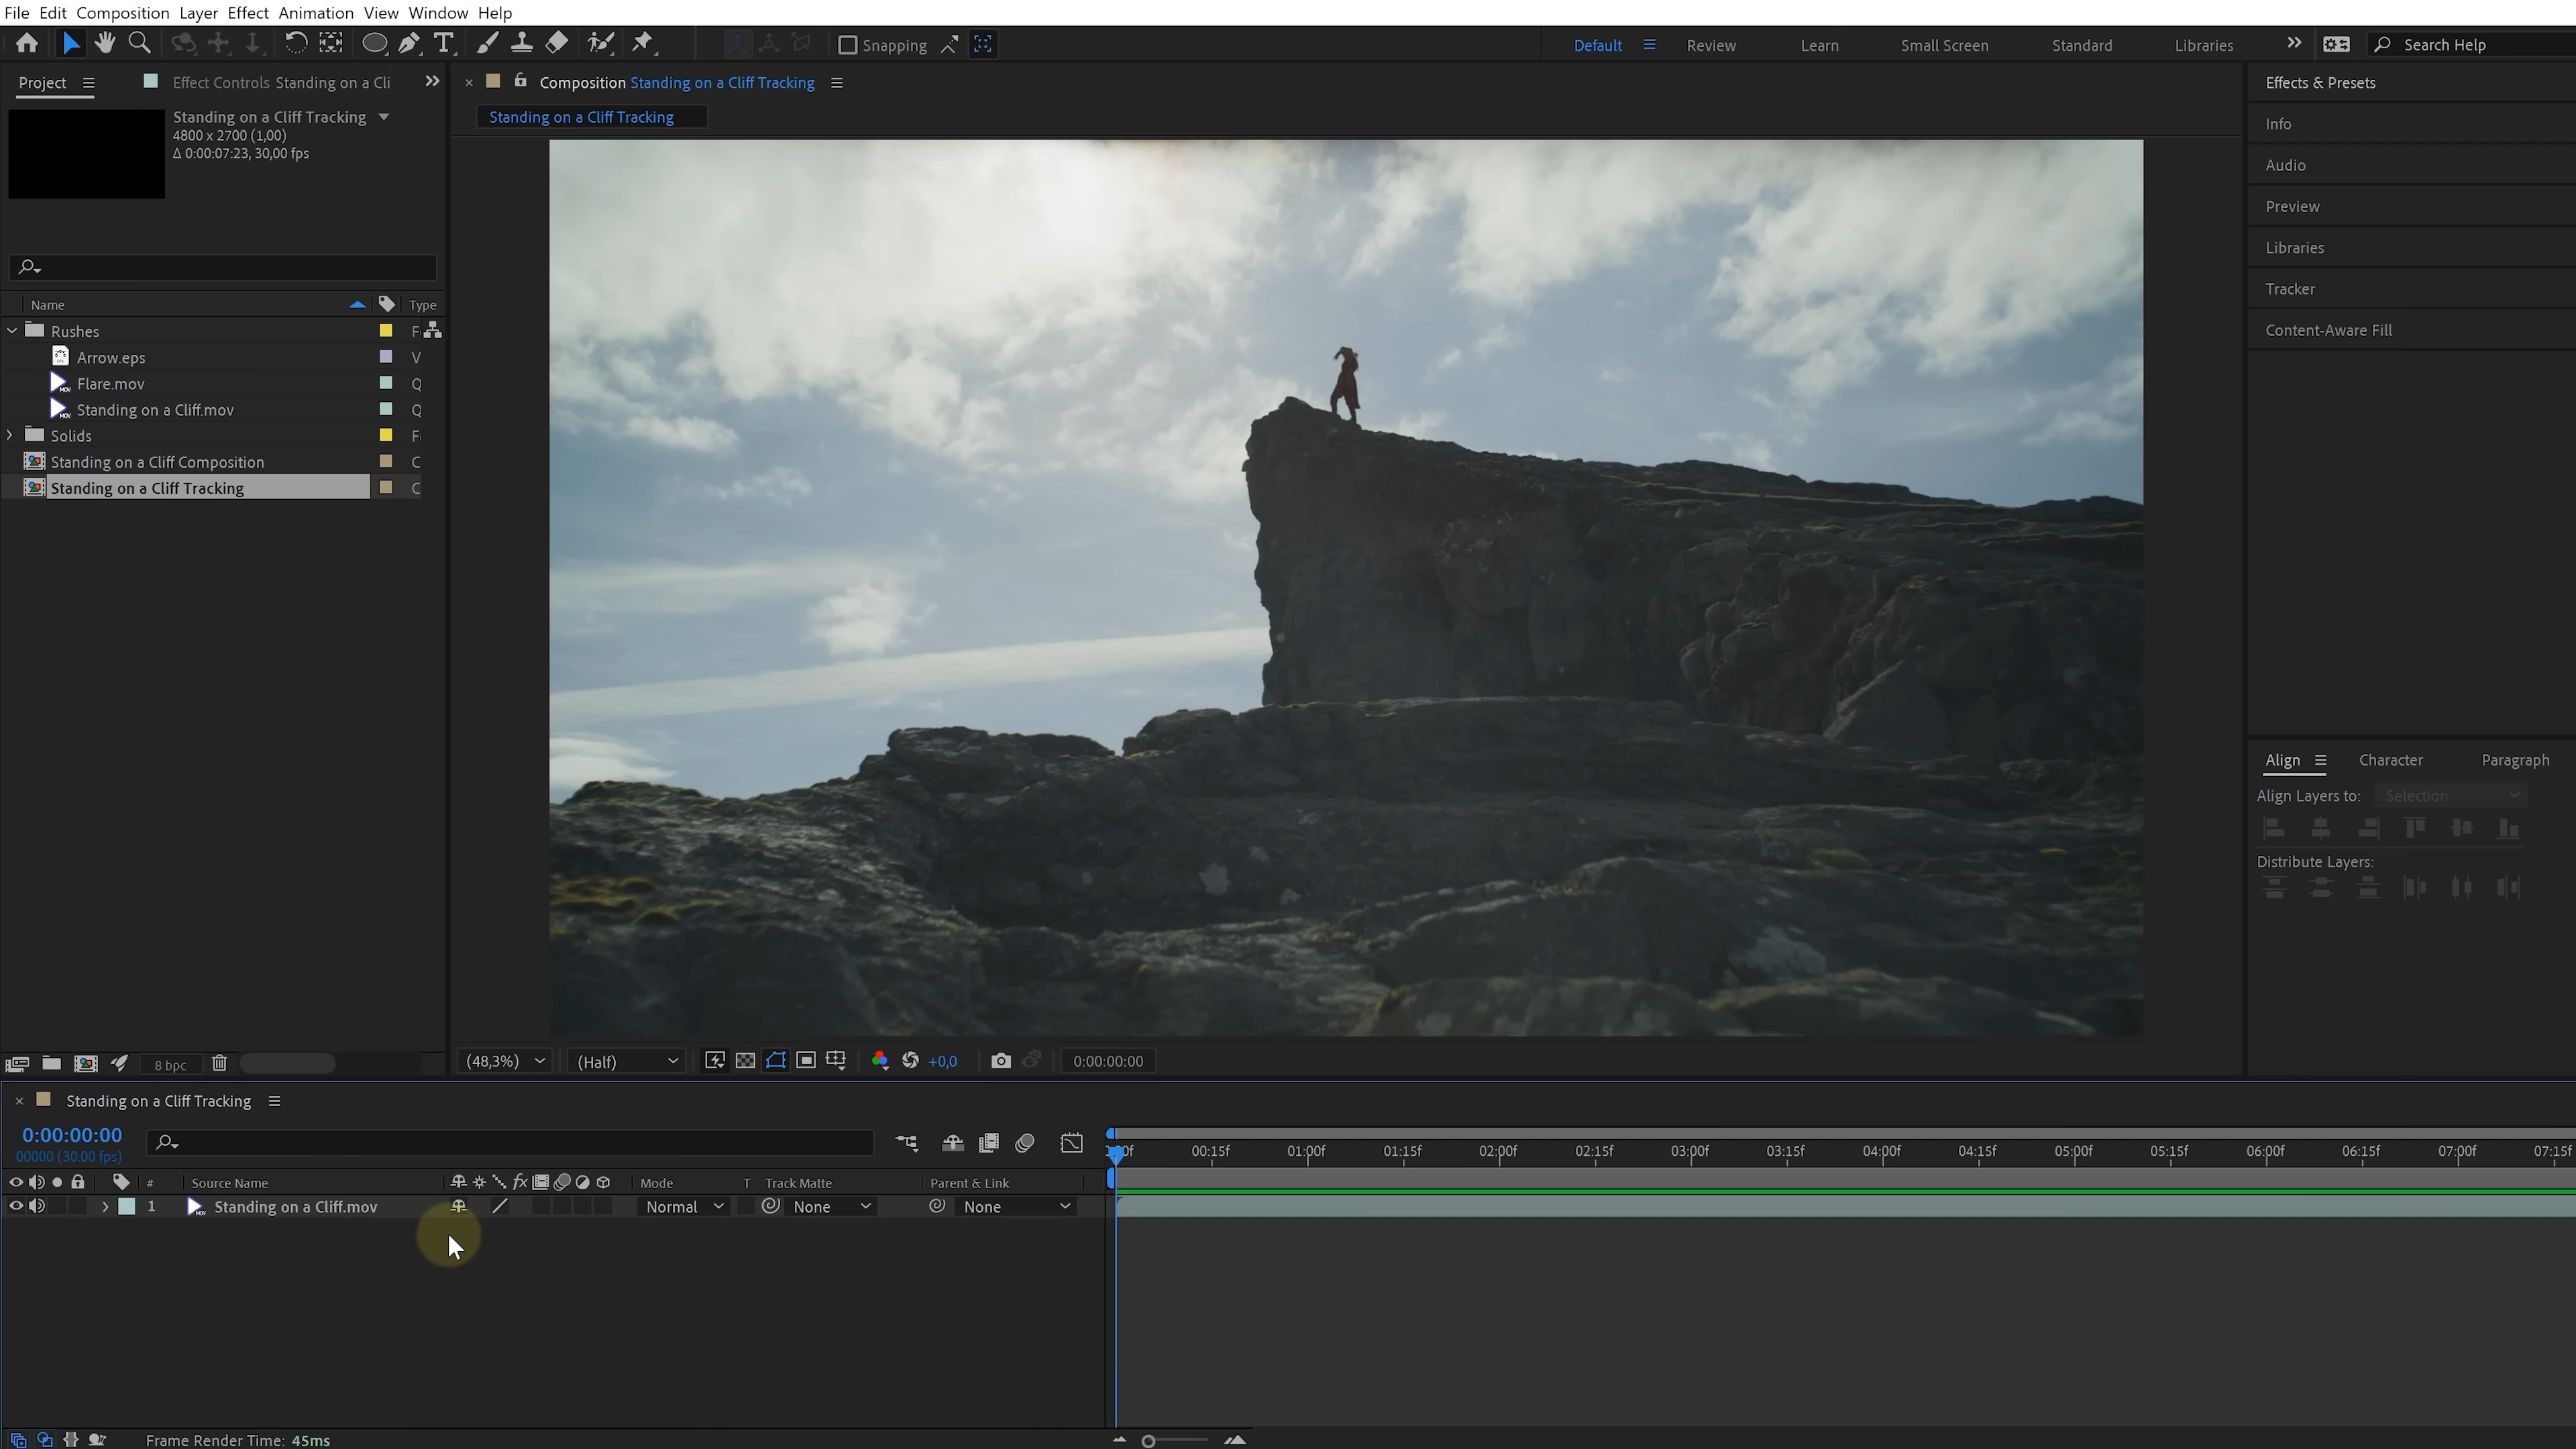 File Edit Composition Layer Effect Animation View Window Help
Snapping
Default Review Learn Small Screen Standard Libraries Search Help
Project Effect Controls Standing on a Cli
Standing on a Cliff Tracking
4800 x 2700 (1,00)
Δ 0:00:07:23, 30,00 fps
Name Type
Rushes F
Arrow.eps V
Flare.mov Q
Standing on a Cliff.mov Q
Solids F
Standing on a Cliff Composition C
Standing on a Cliff Tracking C
8 bpc
Composition Standing on a Cliff Tracking
Standing on a Cliff Tracking
(48,3%) (Half) +0,0 0:00:00:00
Effects & Presets
Info
Audio
Preview
Libraries
Tracker
Content-Aware Fill
Align Character Paragraph
Align Layers to: Selection
Distribute Layers:
Standing on a Cliff Tracking
0:00:00:00
00000 (30.00 fps)
00f 00:15f 01:00f 01:15f 02:00f 02:15f 03:00f 03:15f 04:00f 04:15f 05:00f 05:15f 06:00f 06:15f 07:00f 07:15f
# Source Name fx Mode T Track Matte Parent & Link
1 Standing on a Cliff.mov Normal None None
Frame Render Time: 45ms